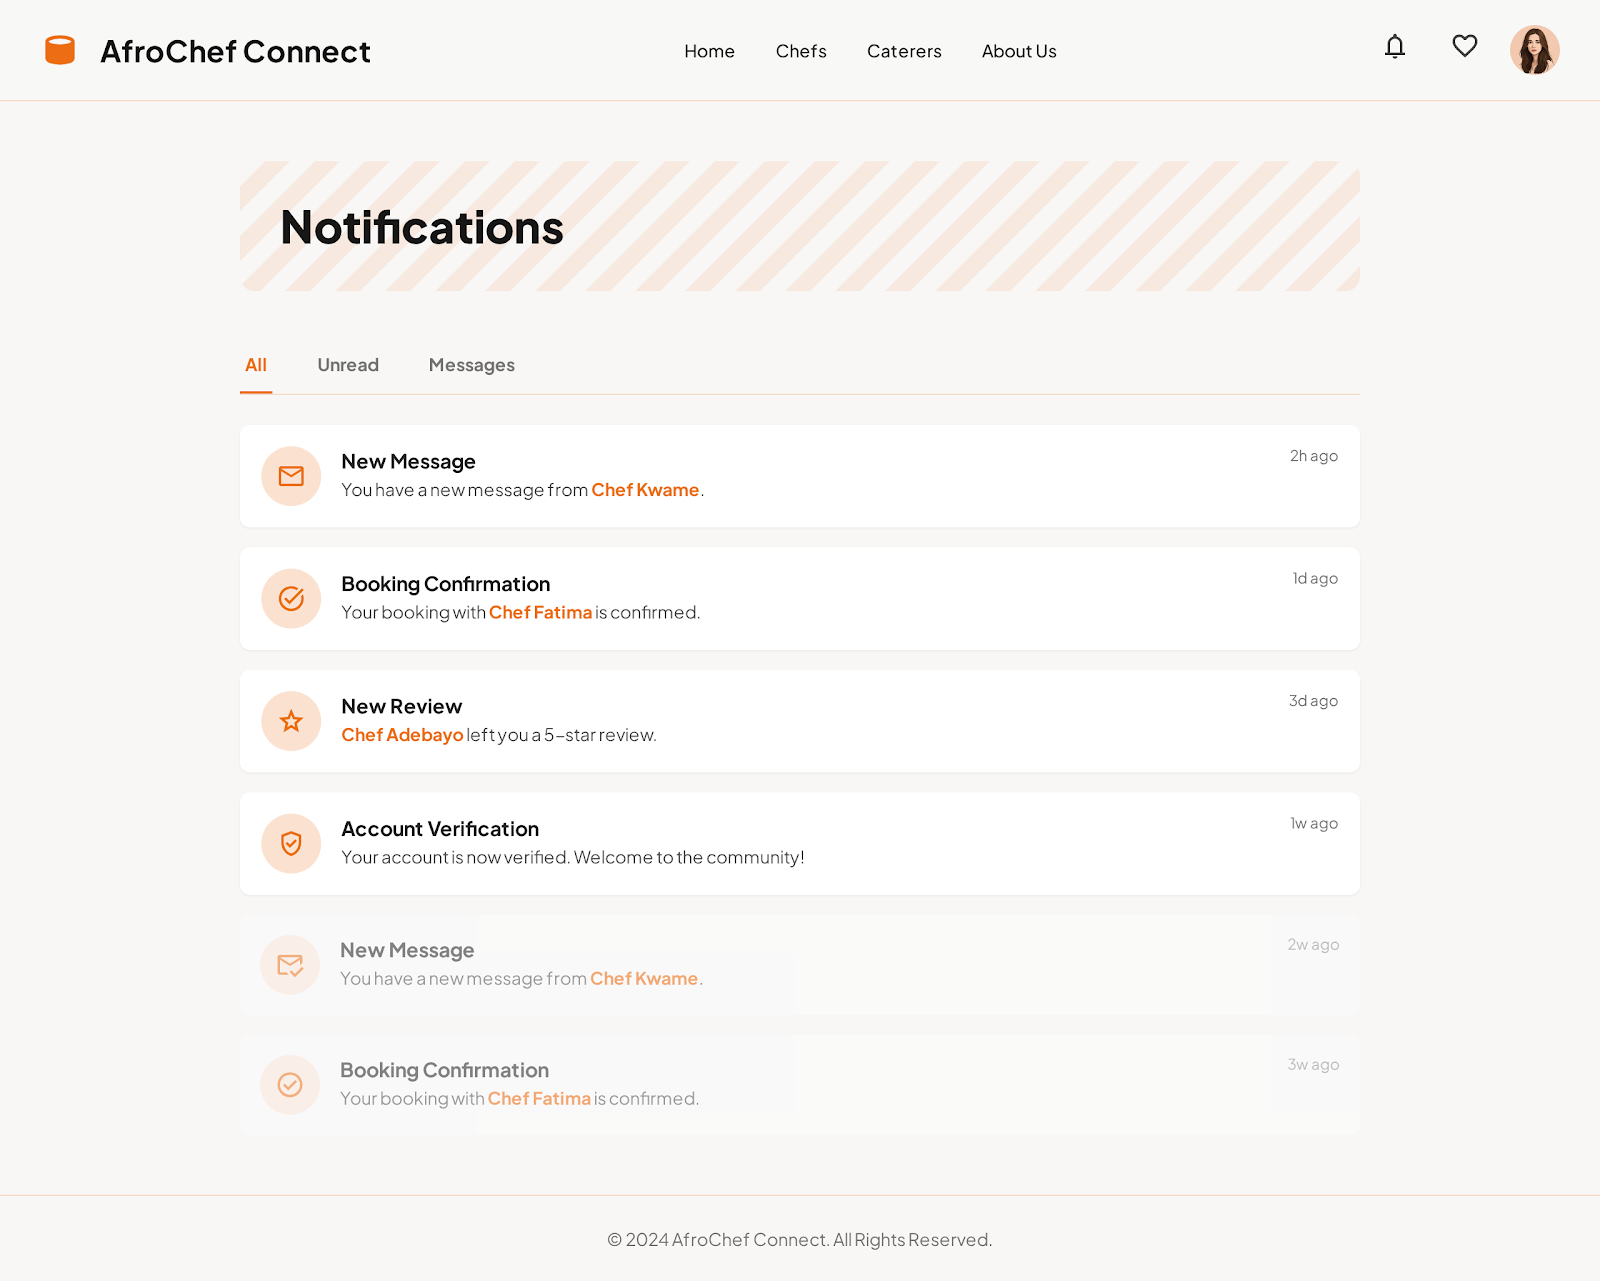 AfroChef Connect
Home Chefs Caterers About Us
Notifications
All Unread Messages
New Message
2h ago
You have a new message from Chef Kwame.
Booking Confirmation
1d ago
Your booking with Chef Fatima is confirmed.
New Review
3d ago
Chef Adebayo left you a 5-star review.
Account Verification
1w ago
Your account is now verified. Welcome to the community!
New Message
2w ago
You have a new message from Chef Kwame.
Booking Confirmation
3w ago
Your booking with Chef Fatima is confirmed.
© 2024 AfroChef Connect. All Rights Reserved.